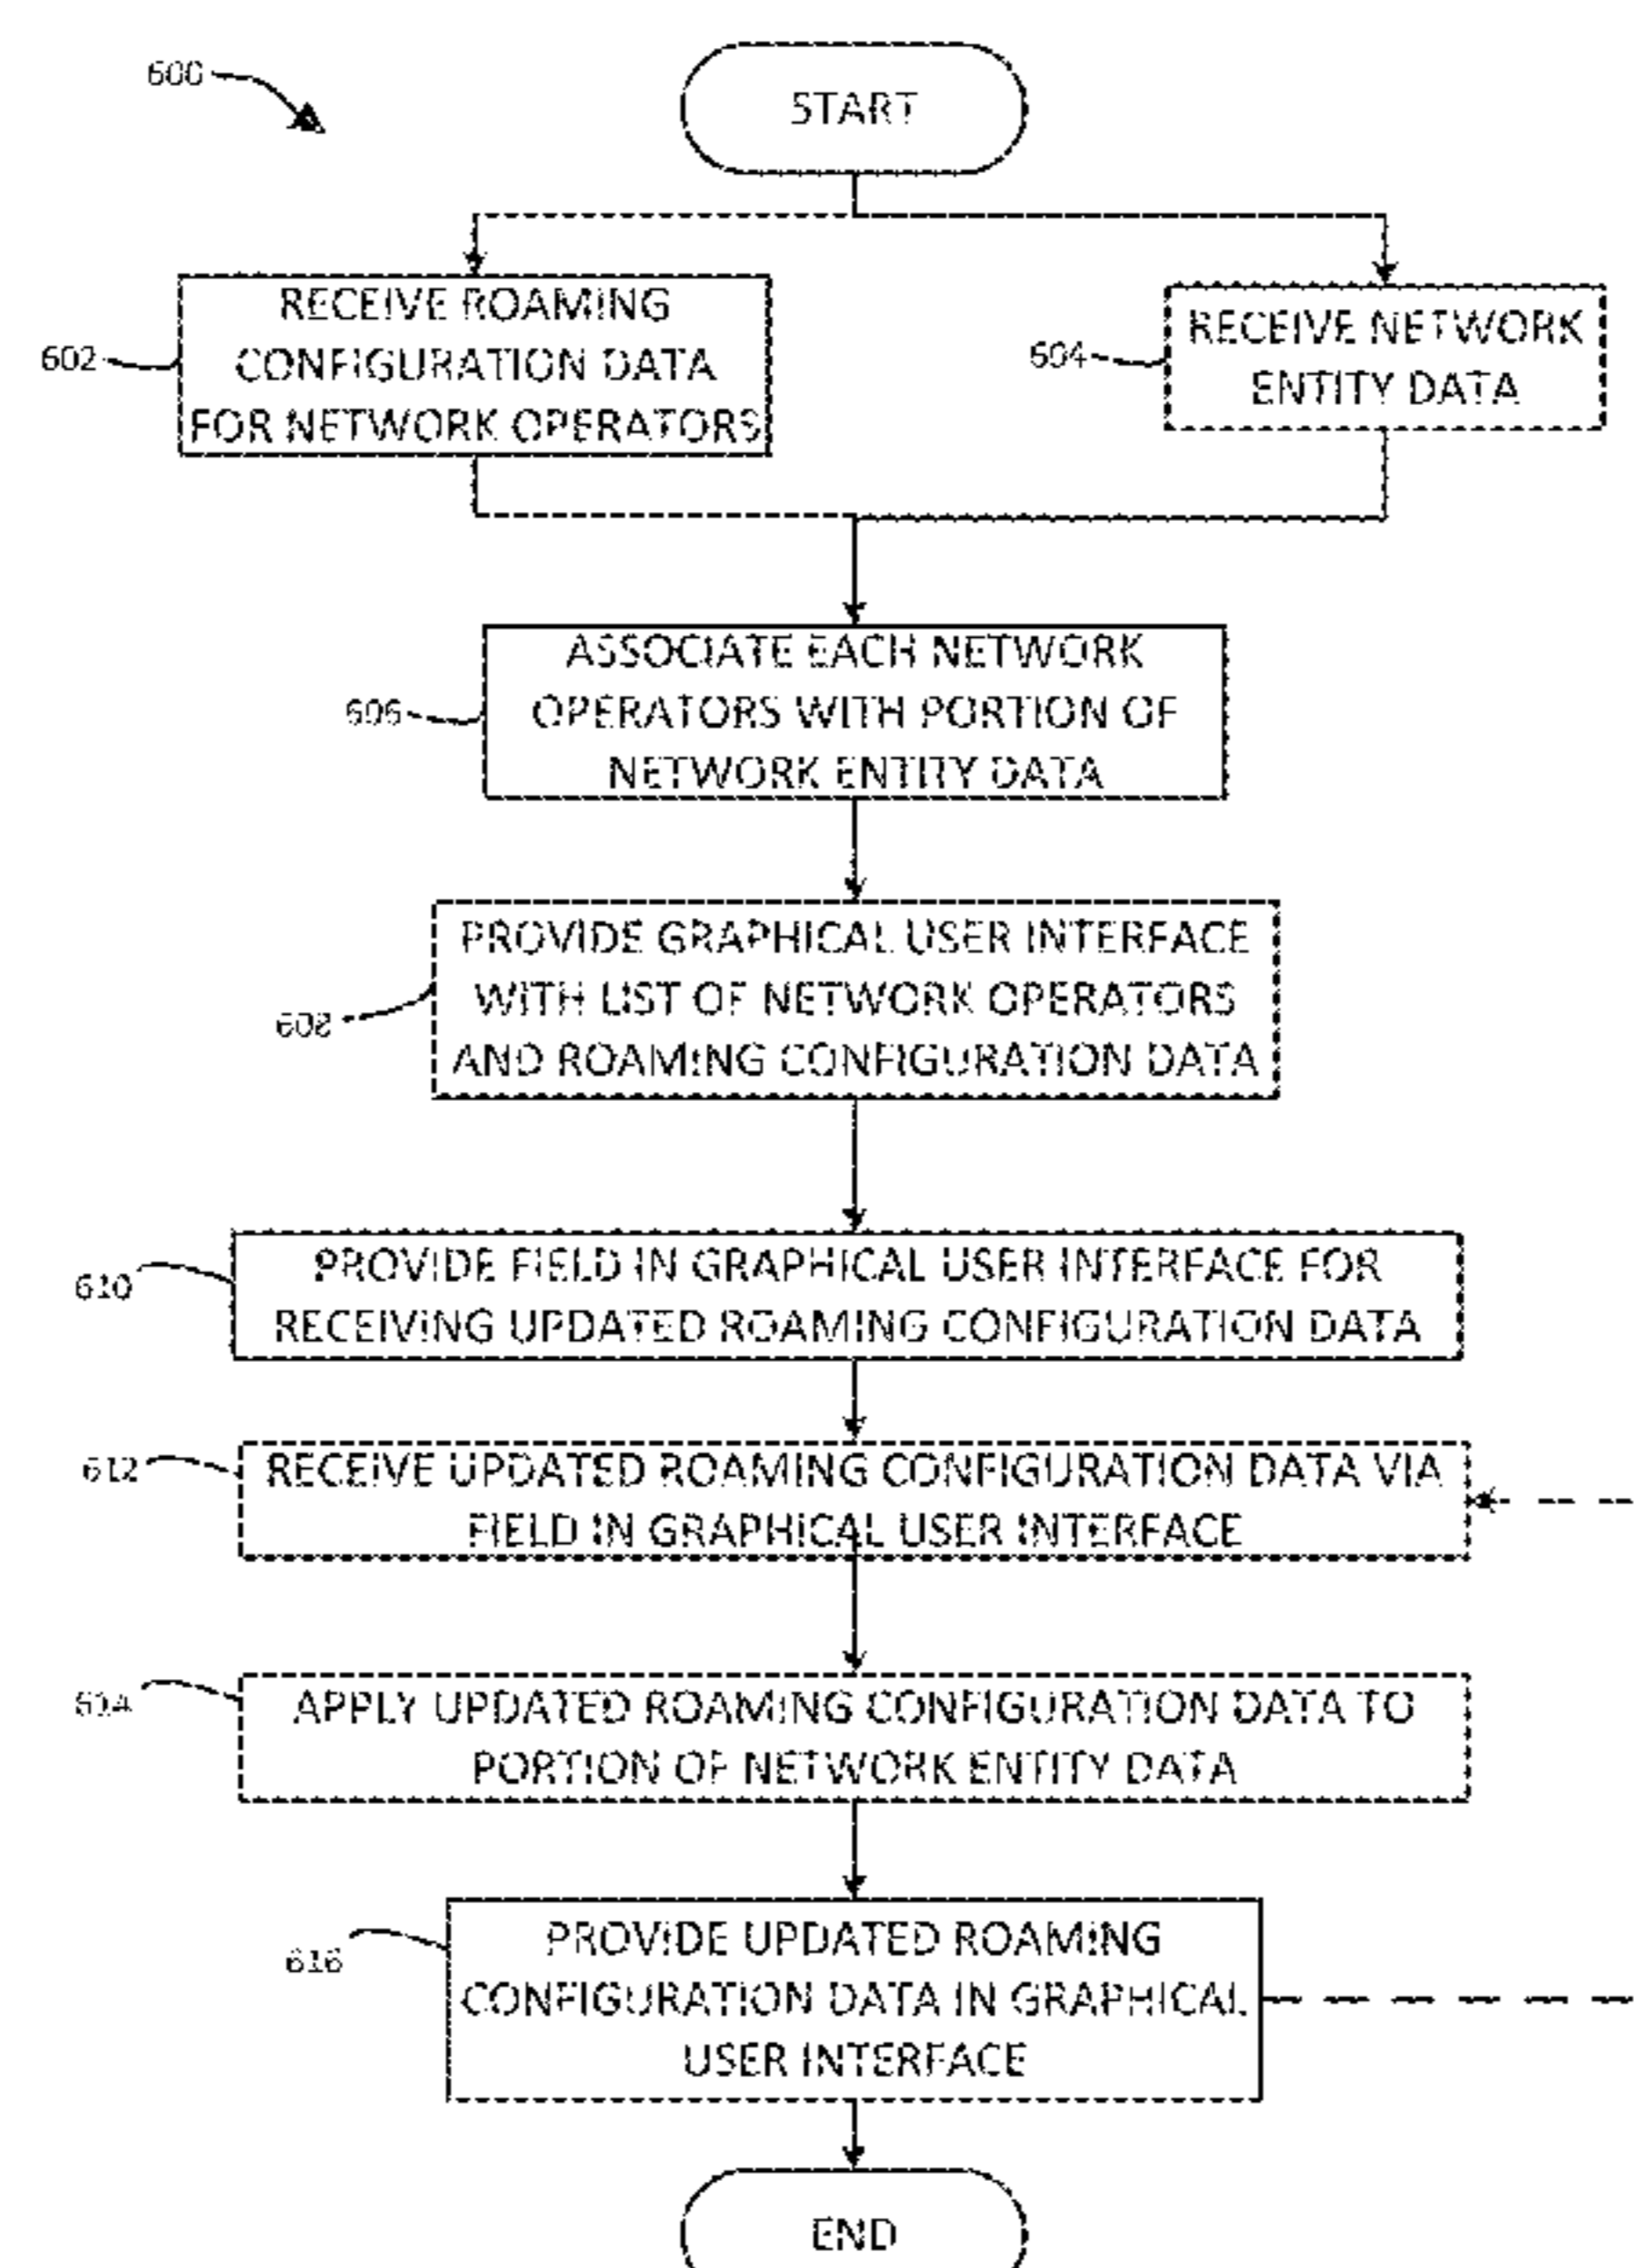 600
START
RECEIVE ROAMING
CONFIGURATION DATA
FOR NETWORK OPERATORS
602
RECEIVE NETWORK
ENTITY DATA
604
ASSOCIATE EACH NETWORK
OPERATORS WITH PORTION OF
NETWORK ENTITY DATA
606
PROVIDE GRAPHICAL USER INTERFACE
WITH LIST OF NETWORK OPERATORS
AND ROAMING CONFIGURATION DATA
608
PROVIDE FIELD IN GRAPHICAL USER INTERFACE FOR
RECEIVING UPDATED ROAMING CONFIGURATION DATA
610
RECEIVE UPDATED ROAMING CONFIGURATION DATA VIA
FIELD IN GRAPHICAL USER INTERFACE
612
APPLY UPDATED ROAMING CONFIGURATION DATA TO
PORTION OF NETWORK ENTITY DATA
614
PROVIDE UPDATED ROAMING
CONFIGURATION DATA IN GRAPHICAL
USER INTERFACE
616
END